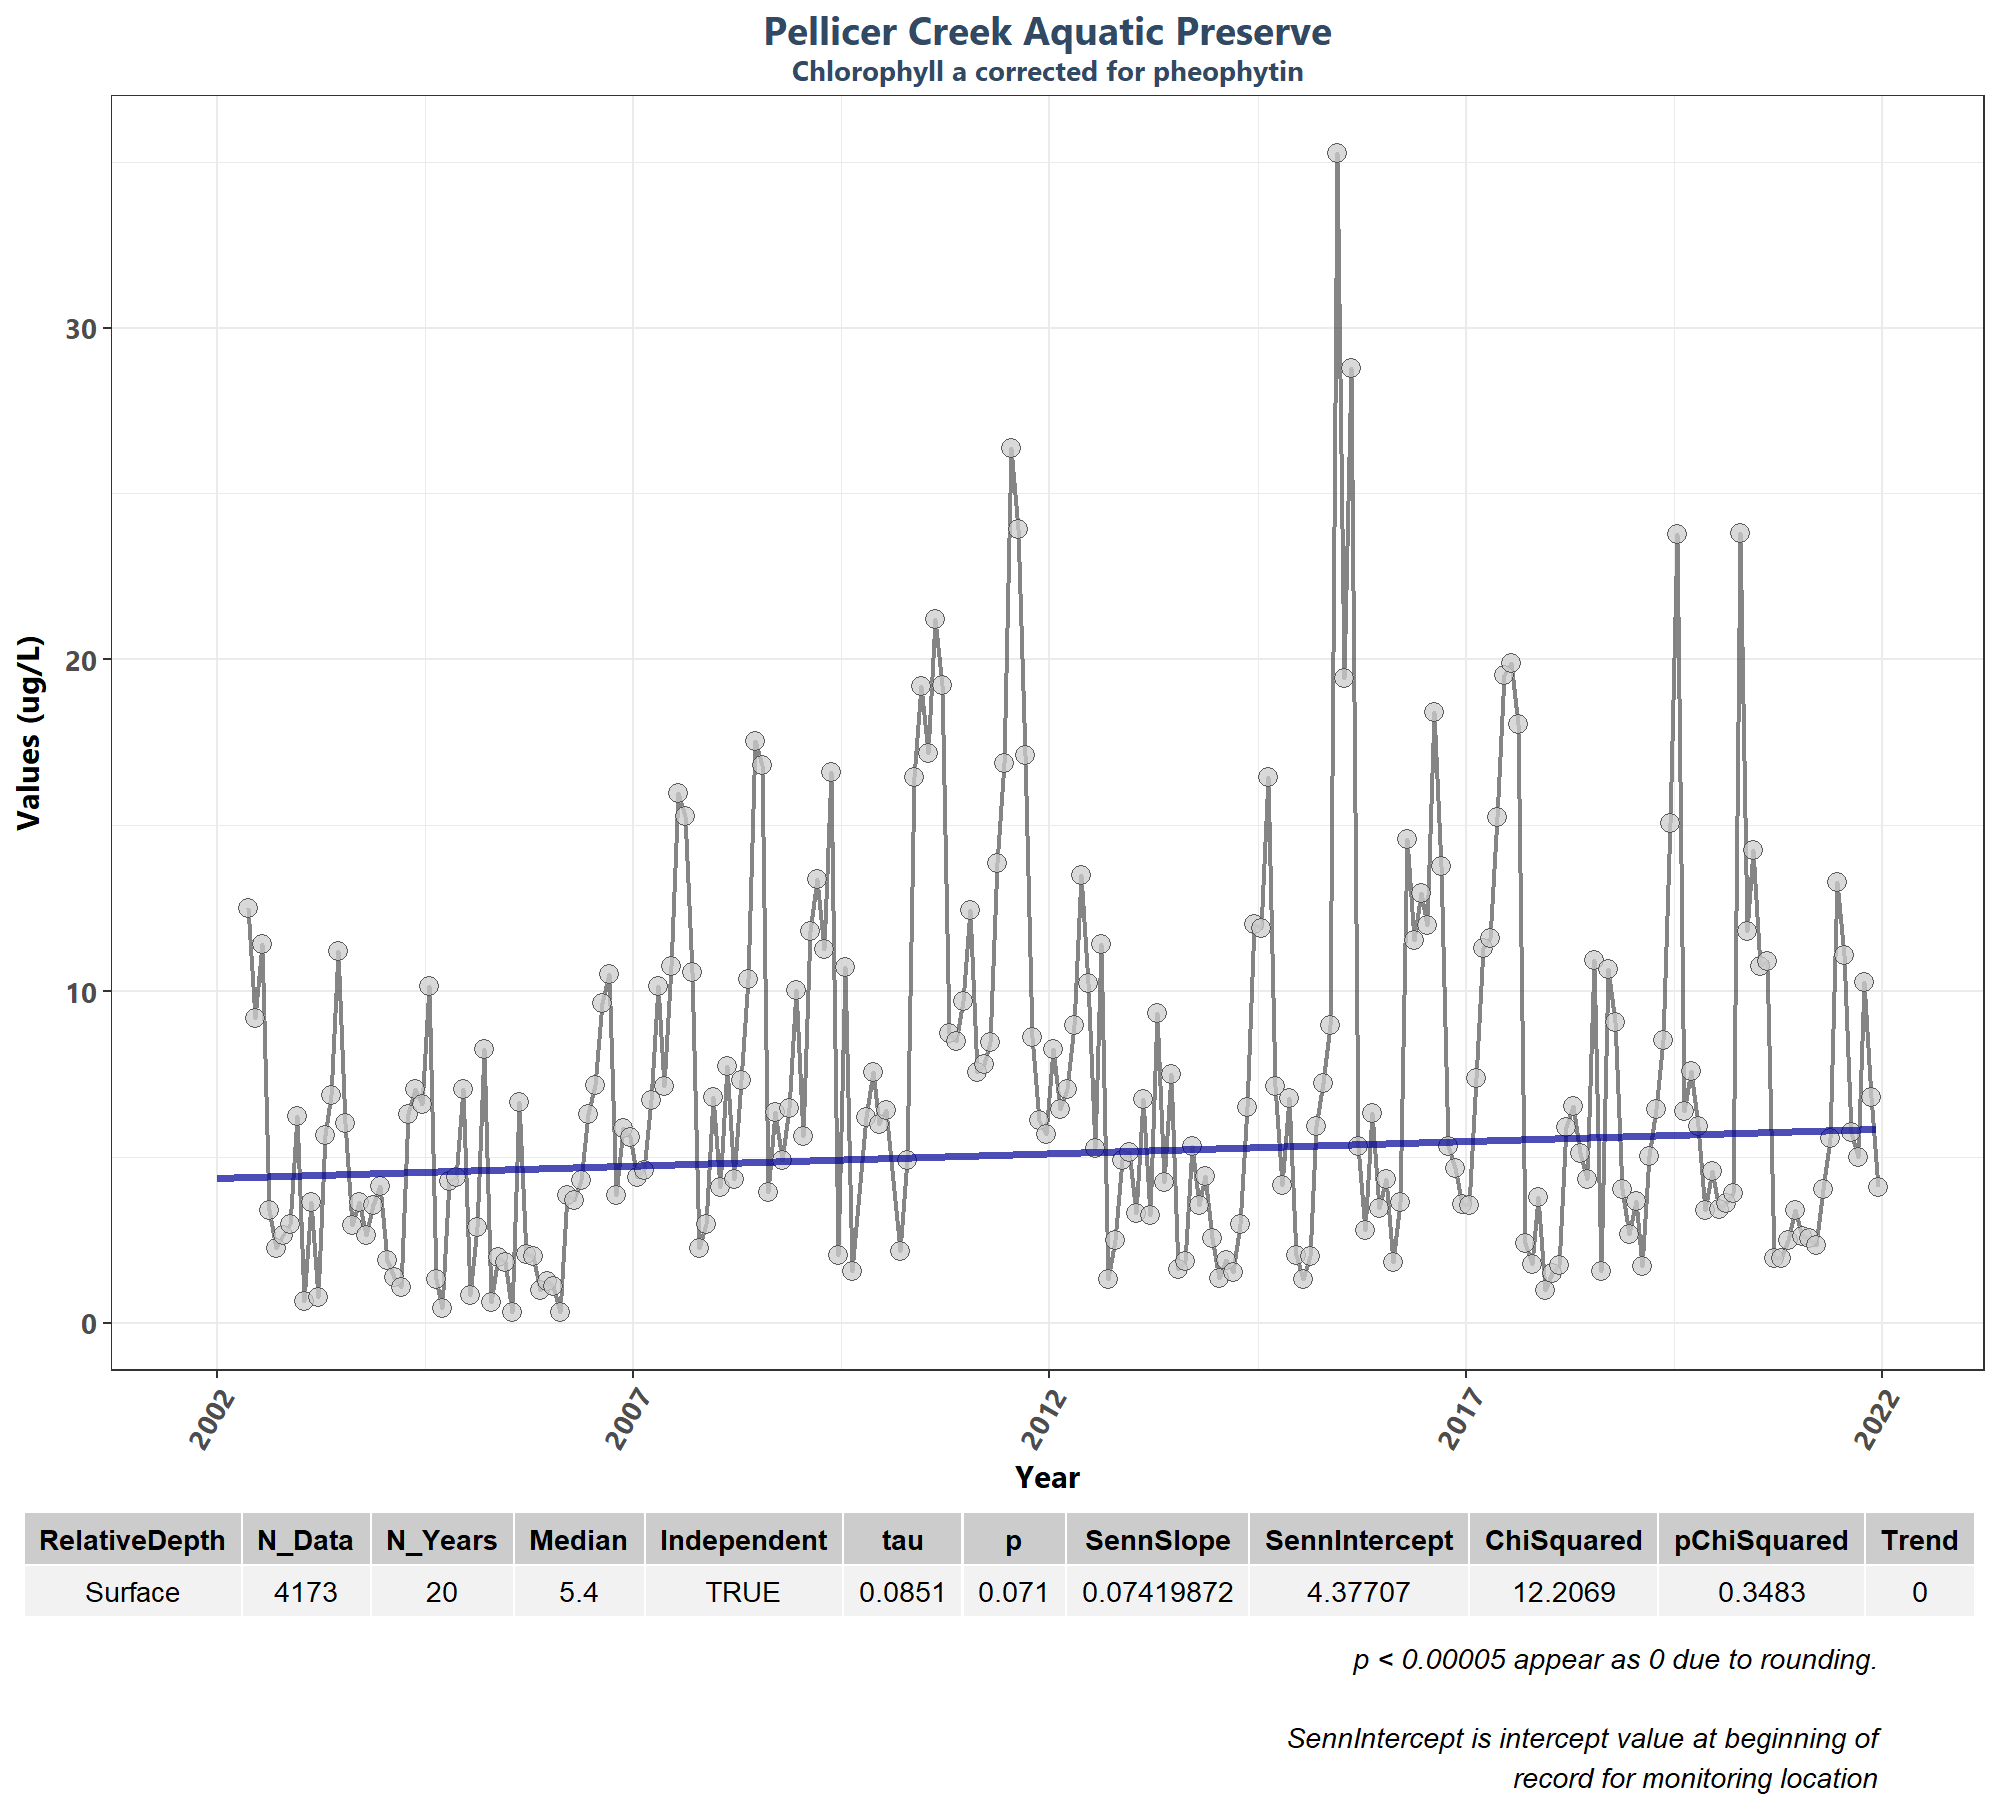 Pellicer Creek Aquatic Preserve
Chlorophyll a corrected for pheophytin
Values (ug/L)
30
20
10
0
2002 2007 2012 2017 2022
Year
RelativeDepth N_Data N_Years Median Independent tau p SennSlope SennIntercept ChiSquared pChiSquared Trend
Surface 4173 20 5.4 TRUE 0.0851 0.071 0.07419872 4.37707 12.2069 0.3483 0
p < 0.00005 appear as 0 due to rounding.
SennIntercept is intercept value at beginning of
record for monitoring location